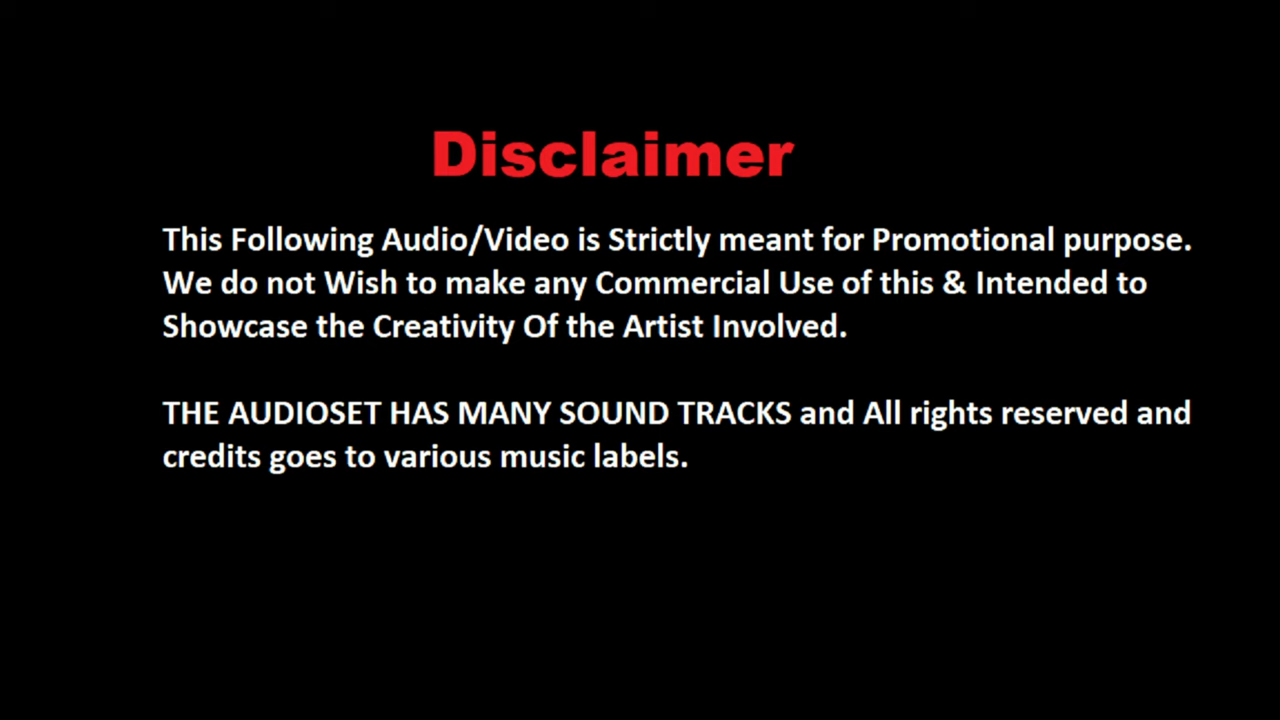 Disclaimer
This Following Audio/Video is Strictly meant for Promotional purpose.
We do not Wish to make any Commercial Use of this & Intended to
Showcase the Creativity Of the Artist Involved.
THE AUDIOSET HAS MANY SOUND TRACKS and All rights reserved and
credits goes to various music labels.